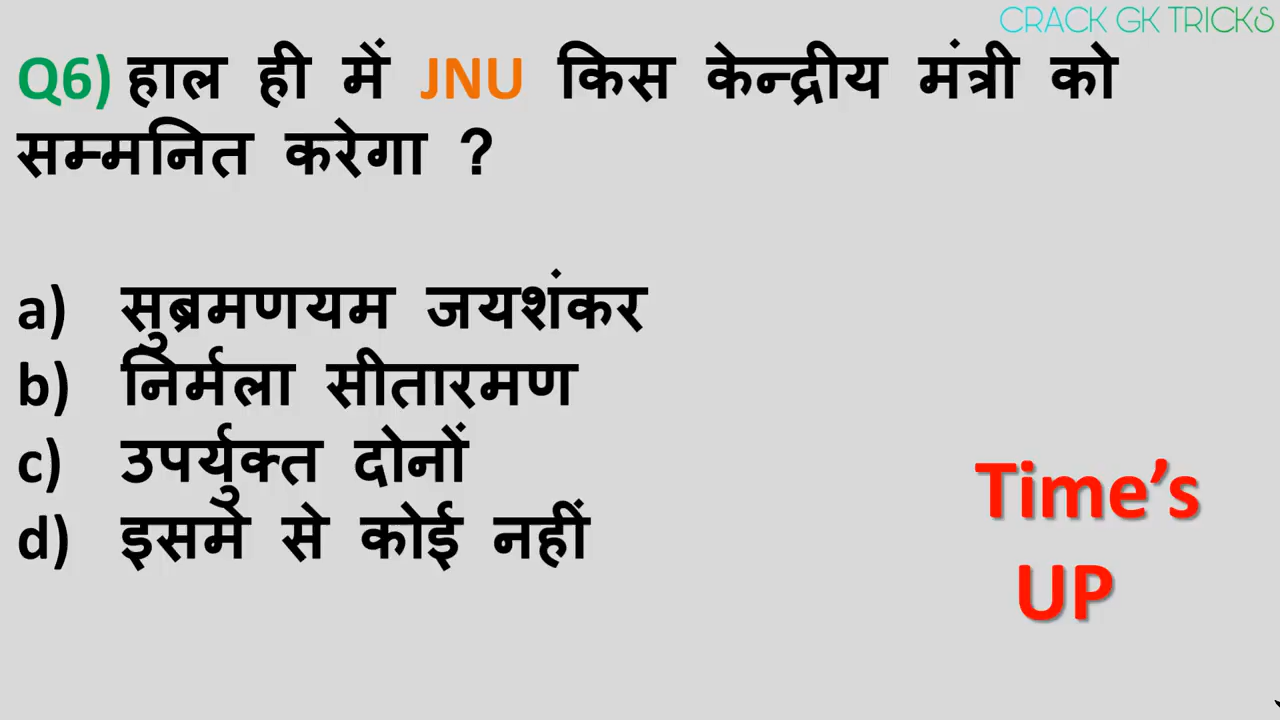 CRACK GK TRICKS
Q6) हाल ही में JNU किस केन्द्रीय मंत्री को
सम्मनित करेगा ?
a) सुब्रमणयम जयशंकर
b) निर्मला सीतारमण
c) उपर्युक्त दोनों
d) इसमे से कोई नहीं
Time's
UP